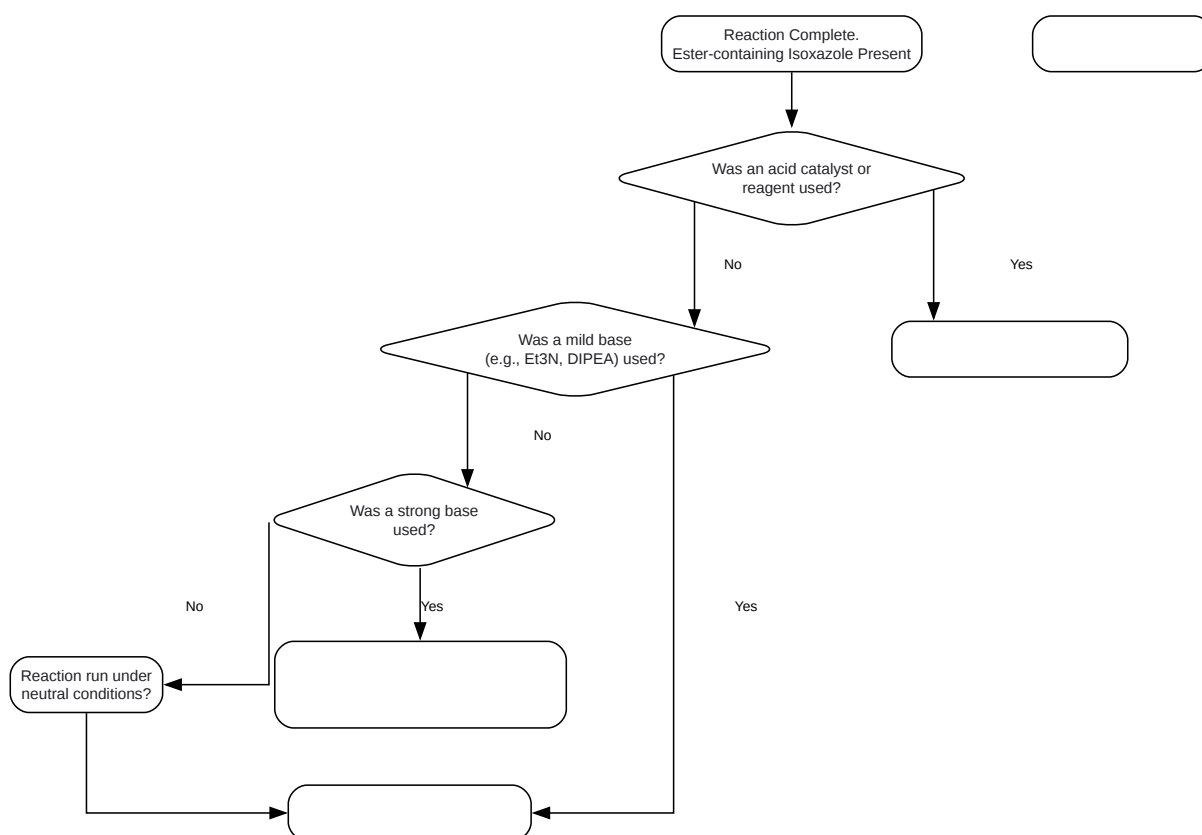 Reaction Complete.
Ester-containing Isoxazole Present
Was an acid catalyst or
reagent used?
No
Yes
Was a mild base
(e.g., Et3N, DIPEA) used?
No
Was a strong base
used?
No
Yes
Yes
Reaction run under
neutral conditions?